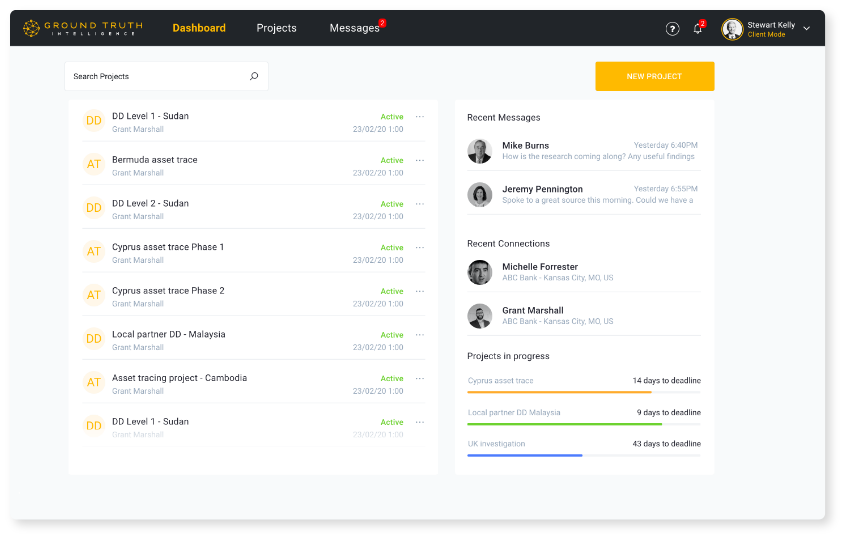 GROUND TRUTH
INTELLIGENCE
Dashboard
Projects
Messages
2
?
2
Stewart Kelly
Client Mode
Search Projects
NEW PROJECT
DD
DD Level 1 - Sudan
Grant Marshall
Active
23/02/20 1:00
AT
Bermuda asset trace
Grant Marshall
Active
23/02/20 1:00
DD
DD Level 2 - Sudan
Grant Marshall
Active
23/02/20 1:00
AT
Cyprus asset trace Phase 1
Grant Marshall
Active
23/02/20 1:00
AT
Cyprus asset trace Phase 2
Grant Marshall
Active
23/02/20 1:00
DD
Local partner DD - Malaysia
Grant Marshall
Active
23/02/20 1:00
AT
Asset tracing project - Cambodia
Grant Marshall
Active
23/02/20 1:00
DD
DD Level 1 - Sudan
Grant Marshall
Active
23/02/20 1:00
Recent Messages
Mike Burns
Yesterday 6:40PM
How is the research coming along? Any useful findings
Jeremy Pennington
Yesterday 6:55PM
Spoke to a great source this morning. Could we have a
Recent Connections
Michelle Forrester
ABC Bank - Kansas City, MO, US
Grant Marshall
ABC Bank - Kansas City, MO, US
Projects in progress
Cyprus asset trace
14 days to deadline
Local partner DD Malaysia
9 days to deadline
UK investigation
43 days to deadline